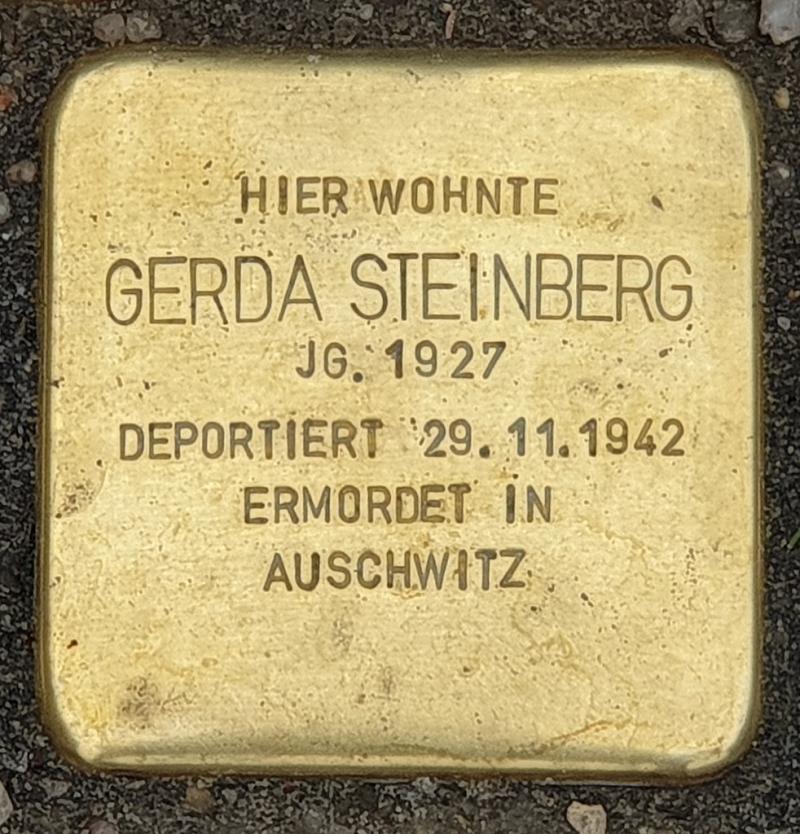 HIER WOHNTE
GERDA STEINBERG
JG. 1927
DEPORTIERT 29.11.1942
ERMORDET IN
AUSCHWITZ